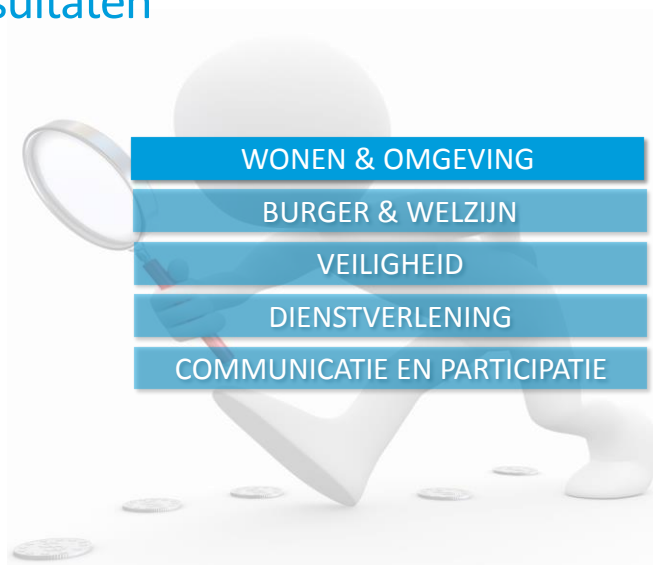 WONEN & OMGEVING
BURGER & WELZIJN
VEILIGHEID
DIENSTVERLENING
COMMUNICATIE EN PARTICIPATIE